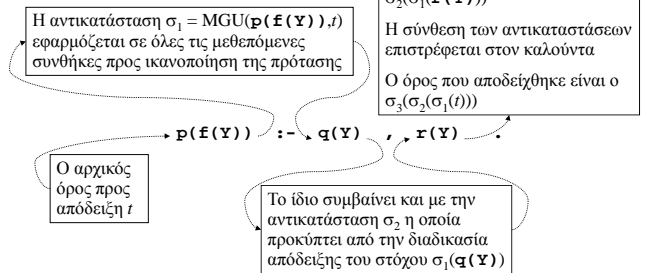 σ₂(σ₁(r(Y)))
Η σύνθεση των αντικαταστάσεων
επιστρέφεται στον καλούντα
Ο όρος που αποδείχθηκε είναι ο
σ₃(σ₂(σ₁(t)))
Η αντικατάσταση σ₁ = MGU(p(f(Y)),t)
εφαρμόζεται σε όλες τις μεθεπόμενες
συνθήκες προς ικανοποίηση της πρότασης
p(f(Y)) :- q(Y) , r(Y) .
Ο αρχικός
όρος προς
απόδειξη t
Το ίδιο συμβαίνει και με την
αντικατάσταση σ₂ η οποία
προκύπτει από την διαδικασία
απόδειξης του στόχου σ₁(q(Y))